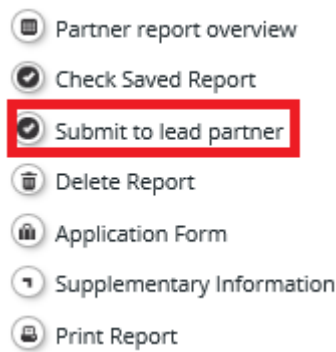 Partner report overview
Check Saved Report
Submit to lead partner
Delete Report
Application Form
Supplementary Information
Print Report